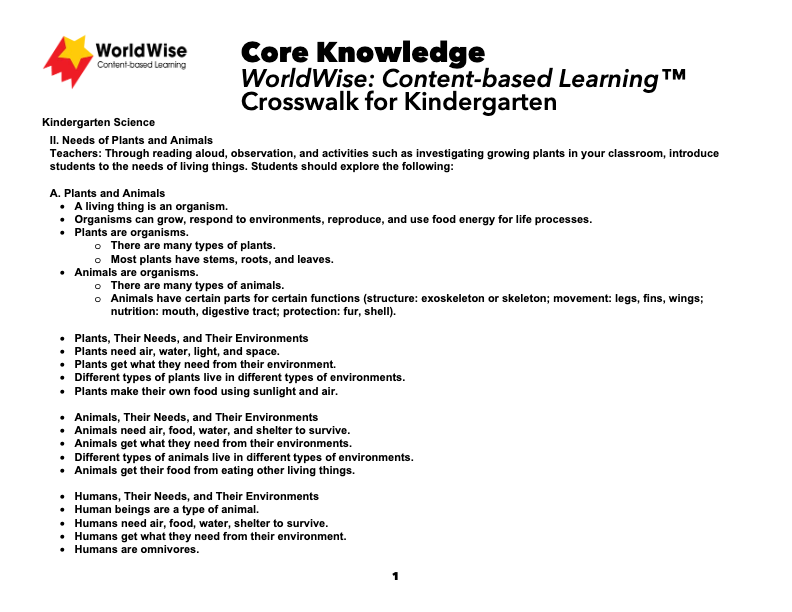 WorldWise
Content-based Learning
Core Knowledge
WorldWise: Content-based Learning™
Crosswalk for Kindergarten
Kindergarten Science
II. Needs of Plants and Animals
Teachers: Through reading aloud, observation, and activities such as investigating growing plants in your classroom, introduce
students to the needs of living things. Students should explore the following:
A. Plants and Animals
• A living thing is an organism.
• Organisms can grow, respond to environments, reproduce, and use food energy for life processes.
• Plants are organisms.
o There are many types of plants.
o Most plants have stems, roots, and leaves.
• Animals are organisms.
o There are many types of animals.
o Animals have certain parts for certain functions (structure: exoskeleton or skeleton; movement: legs, fins, wings;
nutrition: mouth, digestive tract; protection: fur, shell).
• Plants, Their Needs, and Their Environments
• Plants need air, water, light, and space.
• Plants get what they need from their environment.
• Different types of plants live in different types of environments.
• Plants make their own food using sunlight and air.
• Animals, Their Needs, and Their Environments
• Animals need air, food, water, and shelter to survive.
• Animals get what they need from their environments.
• Different types of animals live in different types of environments.
• Animals get their food from eating other living things.
• Humans, Their Needs, and Their Environments
• Human beings are a type of animal.
• Humans need air, food, water, shelter to survive.
• Humans get what they need from their environment.
• Humans are omnivores.
1